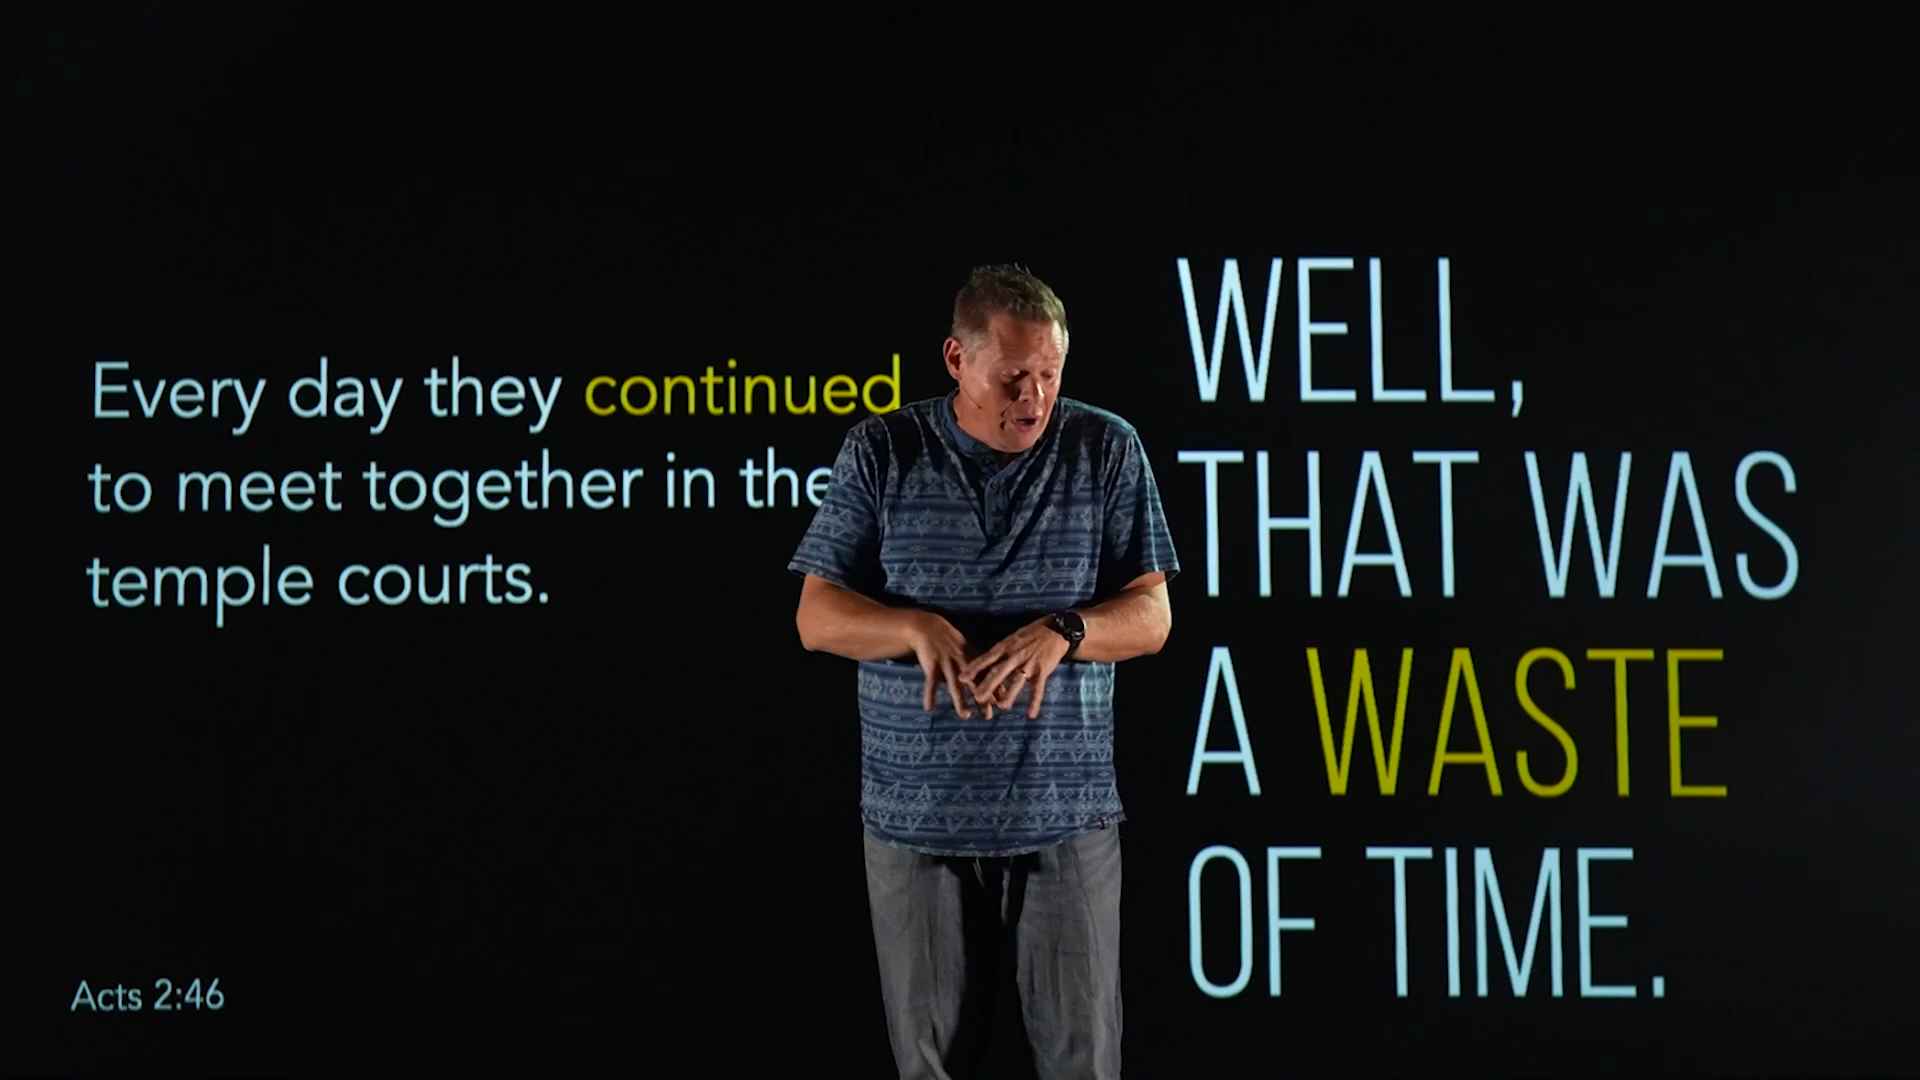 Every day they continued
to meet together in the
temple courts.
Acts 2:46
WELL,
THAT WAS
A WASTE
OF TIME.